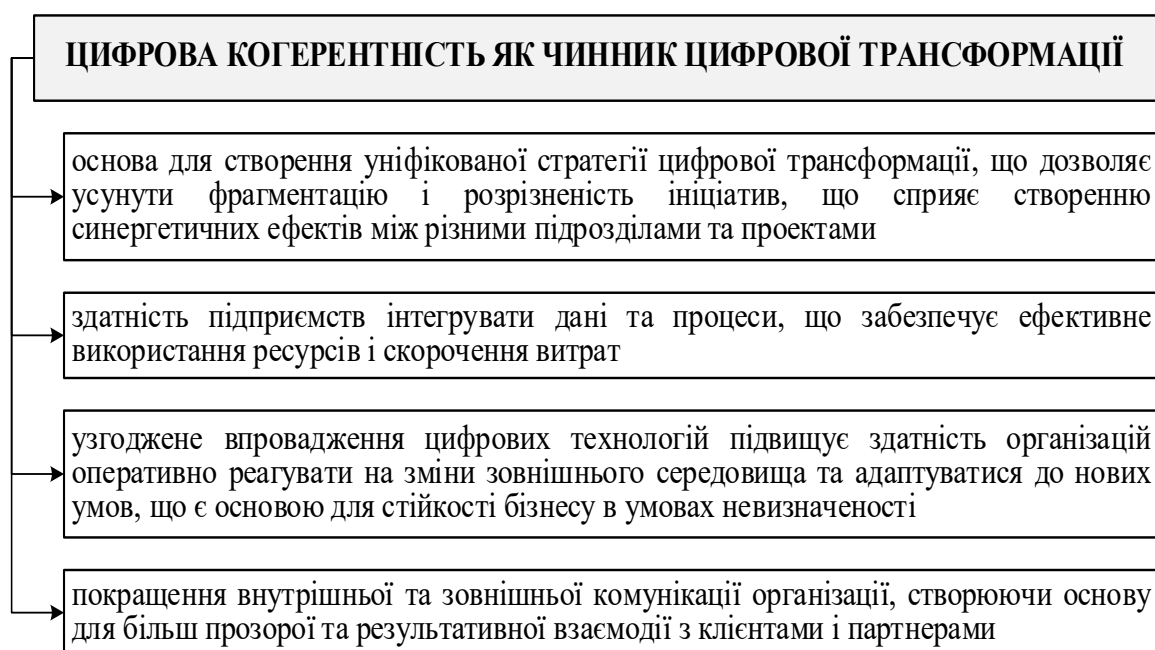 ЦИФРОВА КОГЕРЕНТНІСТЬ ЯК ЧИННИК ЦИФРОВОЇ ТРАНСФОРМАЦІЇ
основа для створення уніфікованої стратегії цифрової трансформації, що дозволяє
усунути фрагментацію і розрізненість ініціатив, що сприяє створенню
синергетичних ефектів між різними підрозділами та проектами
здатність підприємств інтегрувати дані та процеси, що забезпечує ефективне
використання ресурсів і скорочення витрат
узгоджене впровадження цифрових технологій підвищує здатність організацій
оперативно реагувати на зміни зовнішнього середовища та адаптуватися до нових
умов, що є основою для стійкості бізнесу в умовах невизначеності
покращення внутрішньої та зовнішньої комунікації організації, створюючи основу
для більш прозорої та результативної взаємодії з клієнтами і партнерами